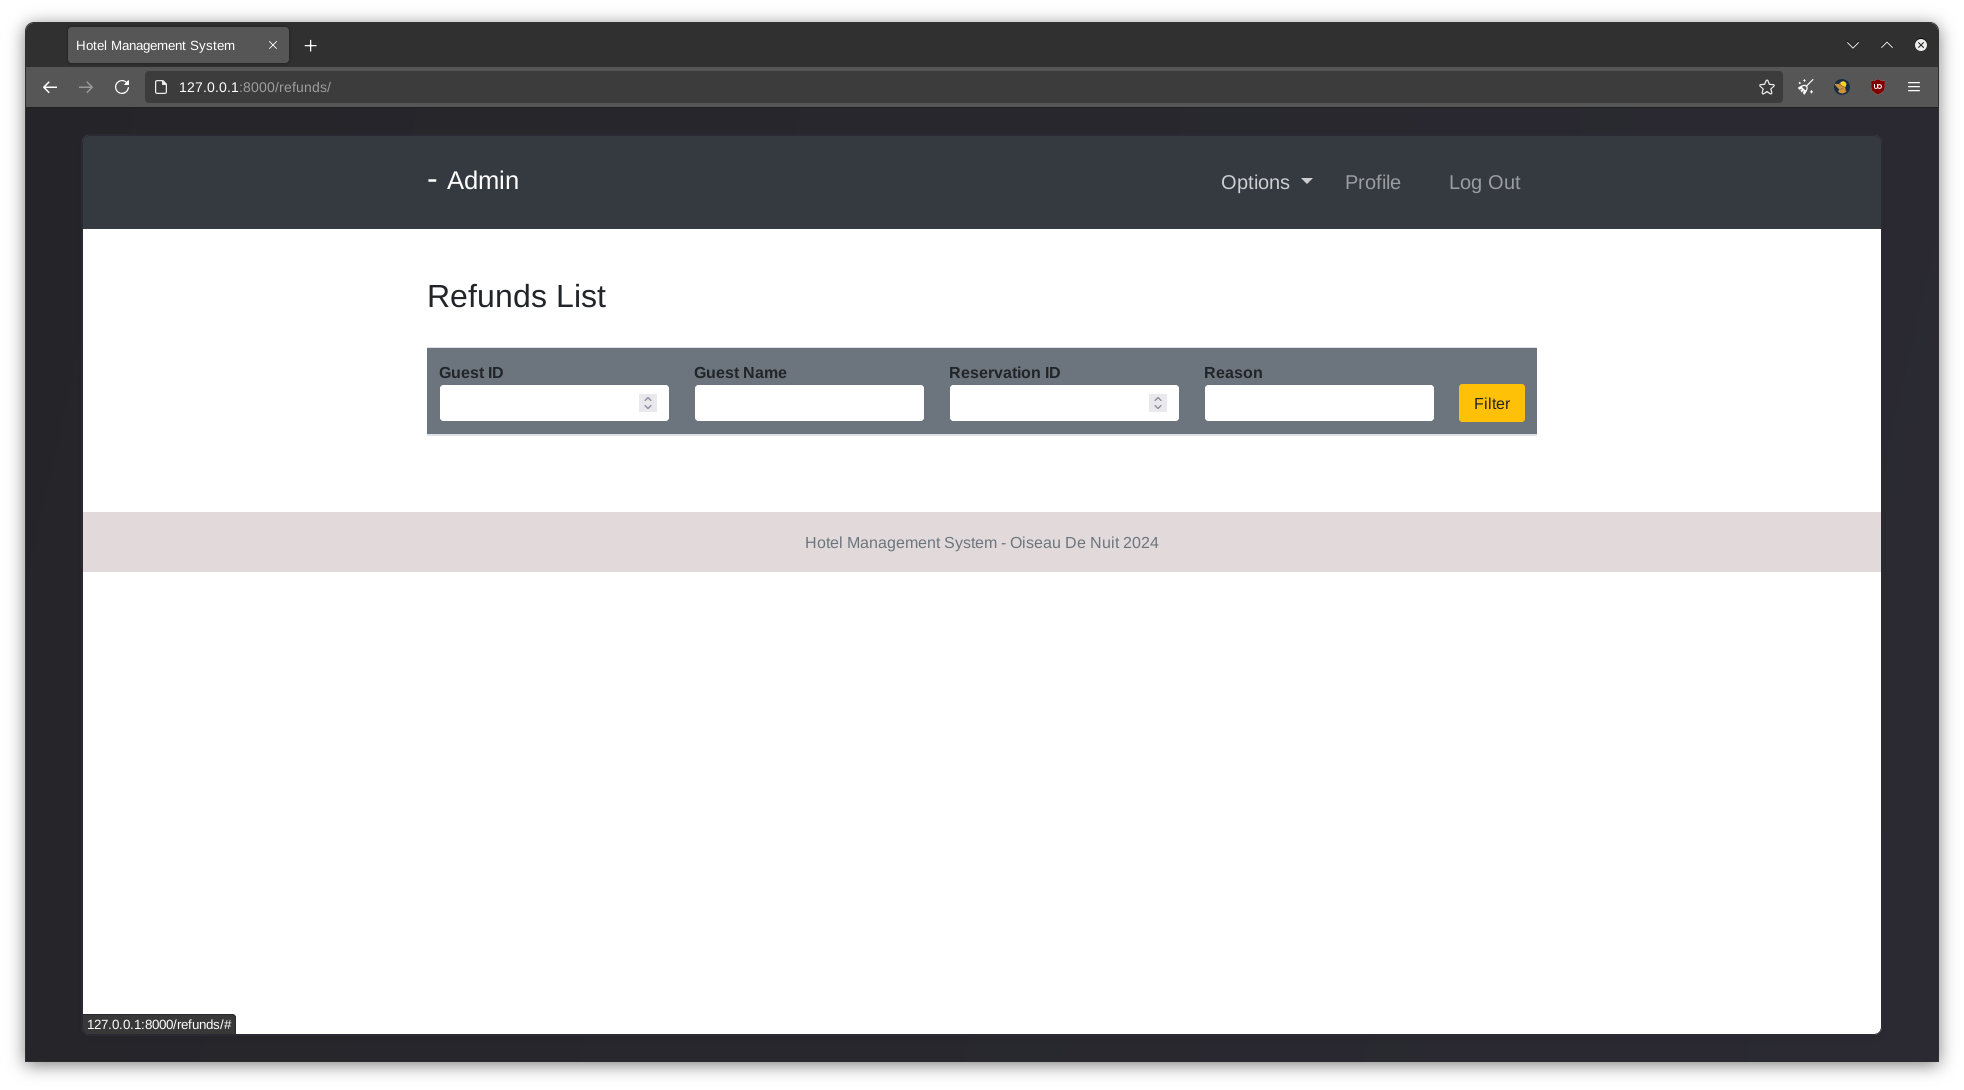 Hotel Management System
127.0.0.1:8000/refunds/
- Admin
Options
Profile
Log Out
Refunds List
Guest ID
Guest Name
Reservation ID
Reason
Filter
Hotel Management System - Oiseau De Nuit 2024
127.0.0.1:8000/refunds/#